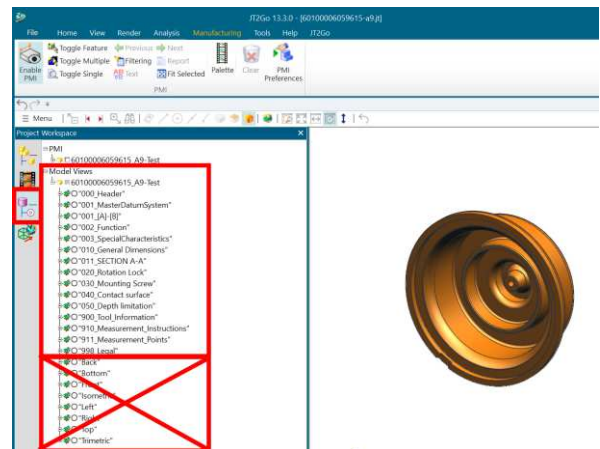 JT2Go 13.3.0 - [60100006059615-a9.jt]
File Home View Render Analysis Manufacturing Tools Help JT2Go
Toggle Feature Previous Next
Toggle Multiple Filtering Report
Toggle Single Text Fit Selected
Enable PMI
Palette
Clear
PMI Preferences
PMI
Menu
Project Workspace
PMI
60100006059615_A9-Test
Model Views
60100006059615_A9-Test
"000_Header"
"001_MasterDatumSystem"
"001_[A]-[B]"
"002_Function"
"003_SpecialCharacteristics"
"010_General Dimensions"
"011_SECTION A-A"
"020_Rotation Lock"
"030_Mounting Screw"
"040_Contact surface"
"050_Depth limitation"
"900_Tool_Information"
"910_Measurement_Instructions"
"911_Measurement_Points"
"998_Legal"
"Back"
"Bottom"
"Front"
"Isometric"
"Left"
"Right"
"Top"
"Trimetric"